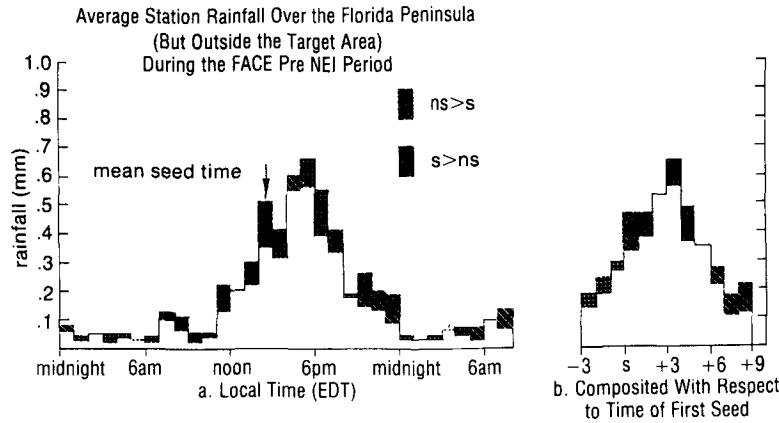 Average Station Rainfall Over the Florida Peninsula
(But Outside the Target Area)
During the FACE Pre NEI Period
1.0
.9
.8
.7
.6
.5
.4
.3
.2
.1
rainfall (mm)
ns>s
s>ns
mean seed time
midnight 6am noon 6pm midnight 6am
a. Local Time (EDT)
-3 s +3 +6 +9
b. Composited With Respect
to Time of First Seed